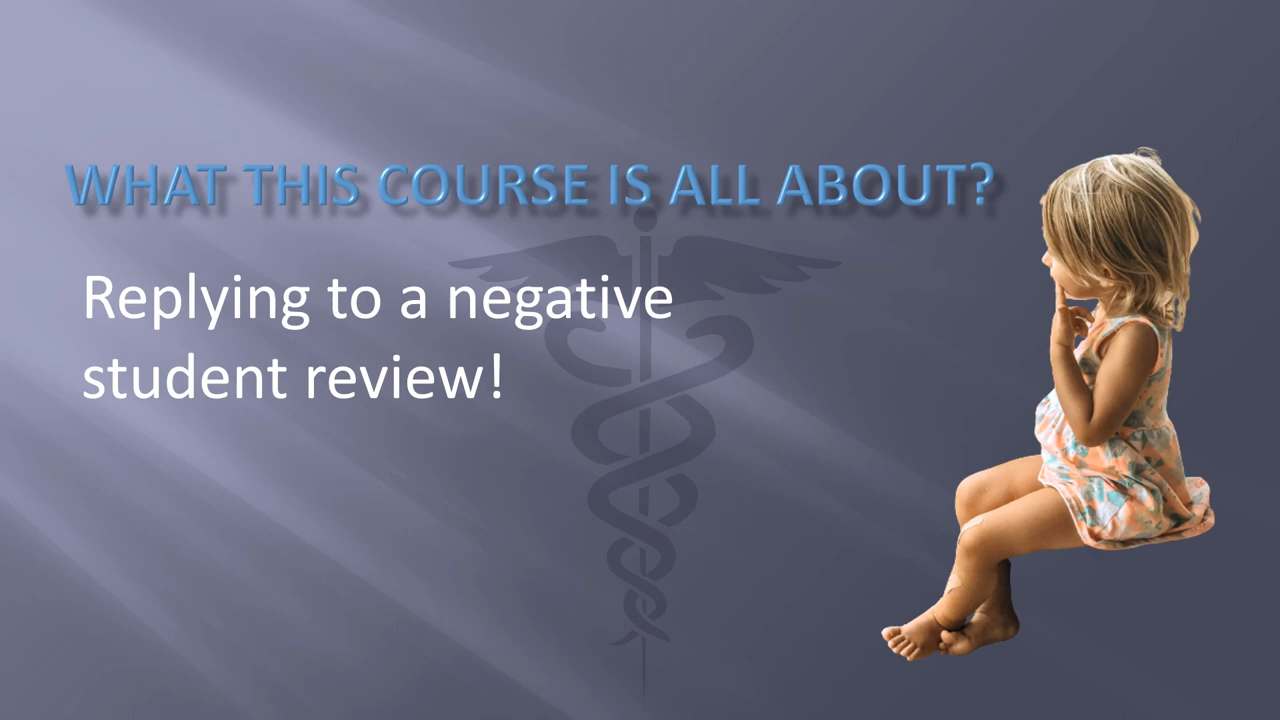 WHAT THIS COURSE IS ALL ABOUT?
Replying to a negative
student review!